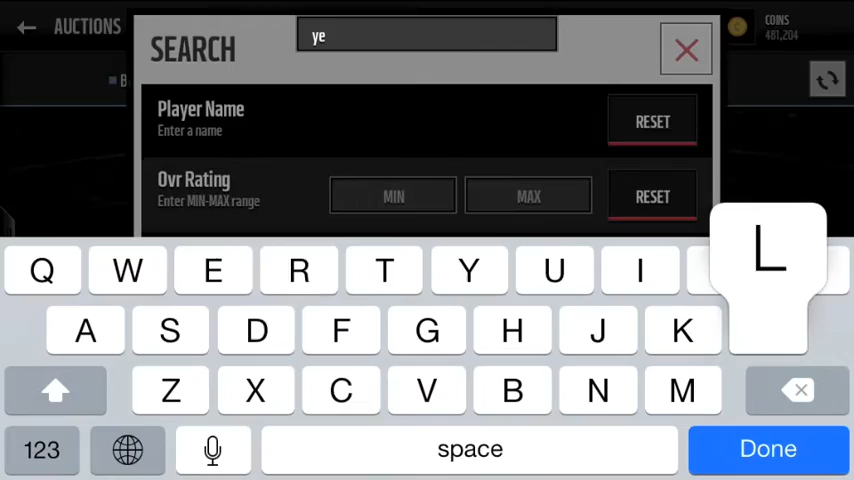 AUCTIONS
SEARCH
ye
COINS
481,204
B
Player Name
Enter a name
RESET
Ovr Rating
Enter MIN-MAX range
MIN
MAX
RESET
Q W E R T Y U I
L
A S D F G H J K
Z X C V B N M
123
space
Done